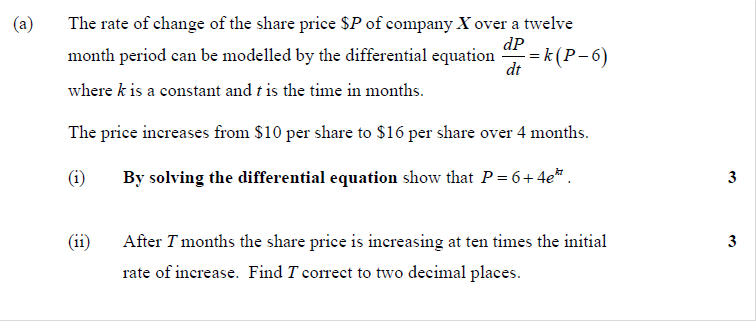 (a) The rate of change of the share price $P of company X over a twelve
month period can be modelled by the differential equation dP/dt = k(P−6)
where k is a constant and t is the time in months.
The price increases from $10 per share to $16 per share over 4 months.
(i) By solving the differential equation show that P = 6 + 4e^{kt} . 3
(ii) After T months the share price is increasing at ten times the initial 3
rate of increase. Find T correct to two decimal places.